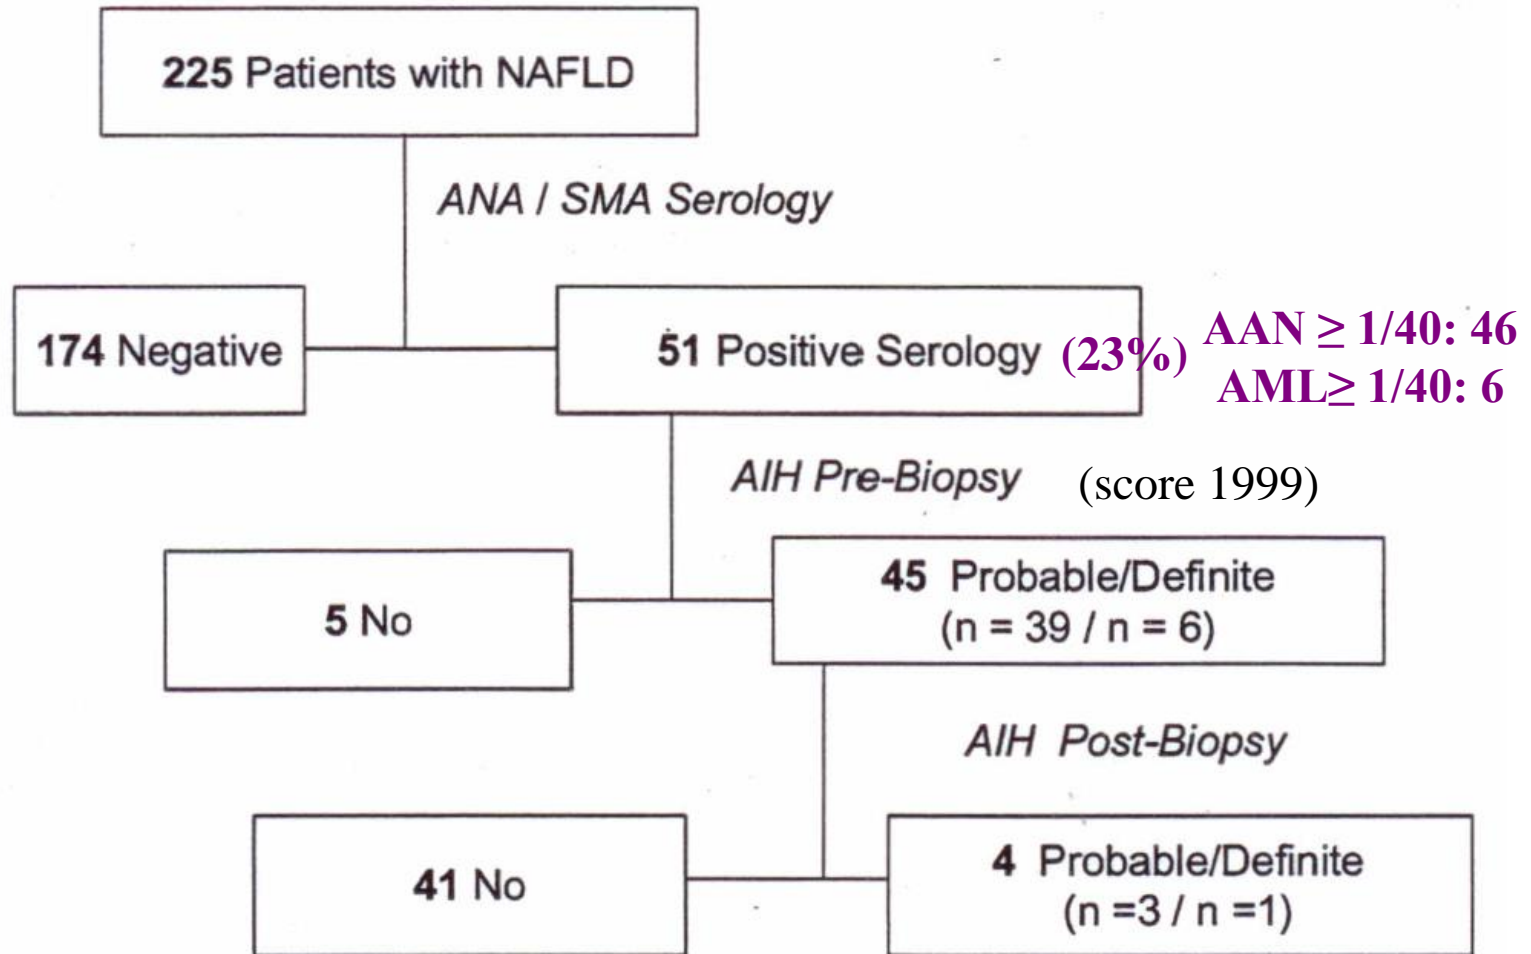 225 Patients with NAFLD
ANA / SMA Serology
174 Negative
51 Positive Serology (23%)
AAN ≥ 1/40: 46
AML≥ 1/40: 6
AIH Pre-Biopsy (score 1999)
5 No
45 Probable/Definite
(n = 39 / n = 6)
AIH Post-Biopsy
41 No
4 Probable/Definite
(n =3 / n =1)